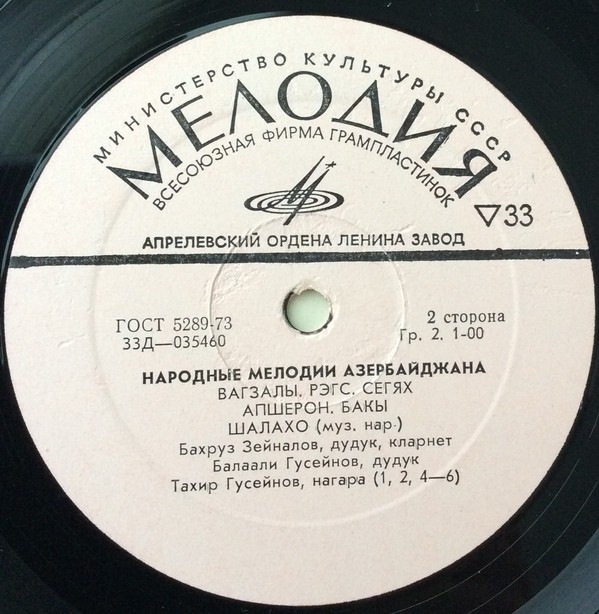 МИНИСТЕРСТВО КУЛЬТУРЫ СССР
МЕЛОДИЯ
ВСЕСОЮЗНАЯ ФИРМА ГРАМПЛАСТИНОК
33
АПРЕЛЕВСКИЙ ОРДЕНА ЛЕНИНА ЗАВОД
ГОСТ 5289-73
2 сторона
33Д—035460
Гр. 2. 1-00
НАРОДНЫЕ МЕЛОДИИ АЗЕРБАЙДЖАНА
ВАГЗАЛЫ, РЭГС, СЕГЯХ
АПШЕРОН, БАКЫ
ШАЛАХО (муз. нар.)
Бахруз Зейналов, дудук, кларнет
Балаали Гусейнов, дудук
Тахир Гусейнов, нагара (1, 2, 4—6)